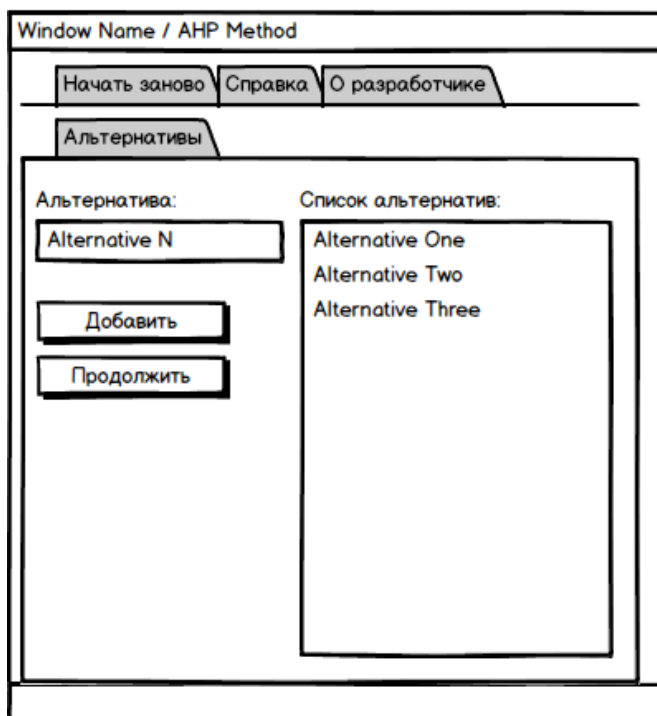 Window Name / AHP Method
Начать заново Справка О разработчике
Альтернативы
Альтернатива:
Alternative N
Добавить
Продолжить
Список альтернатив:
Alternative One
Alternative Two
Alternative Three